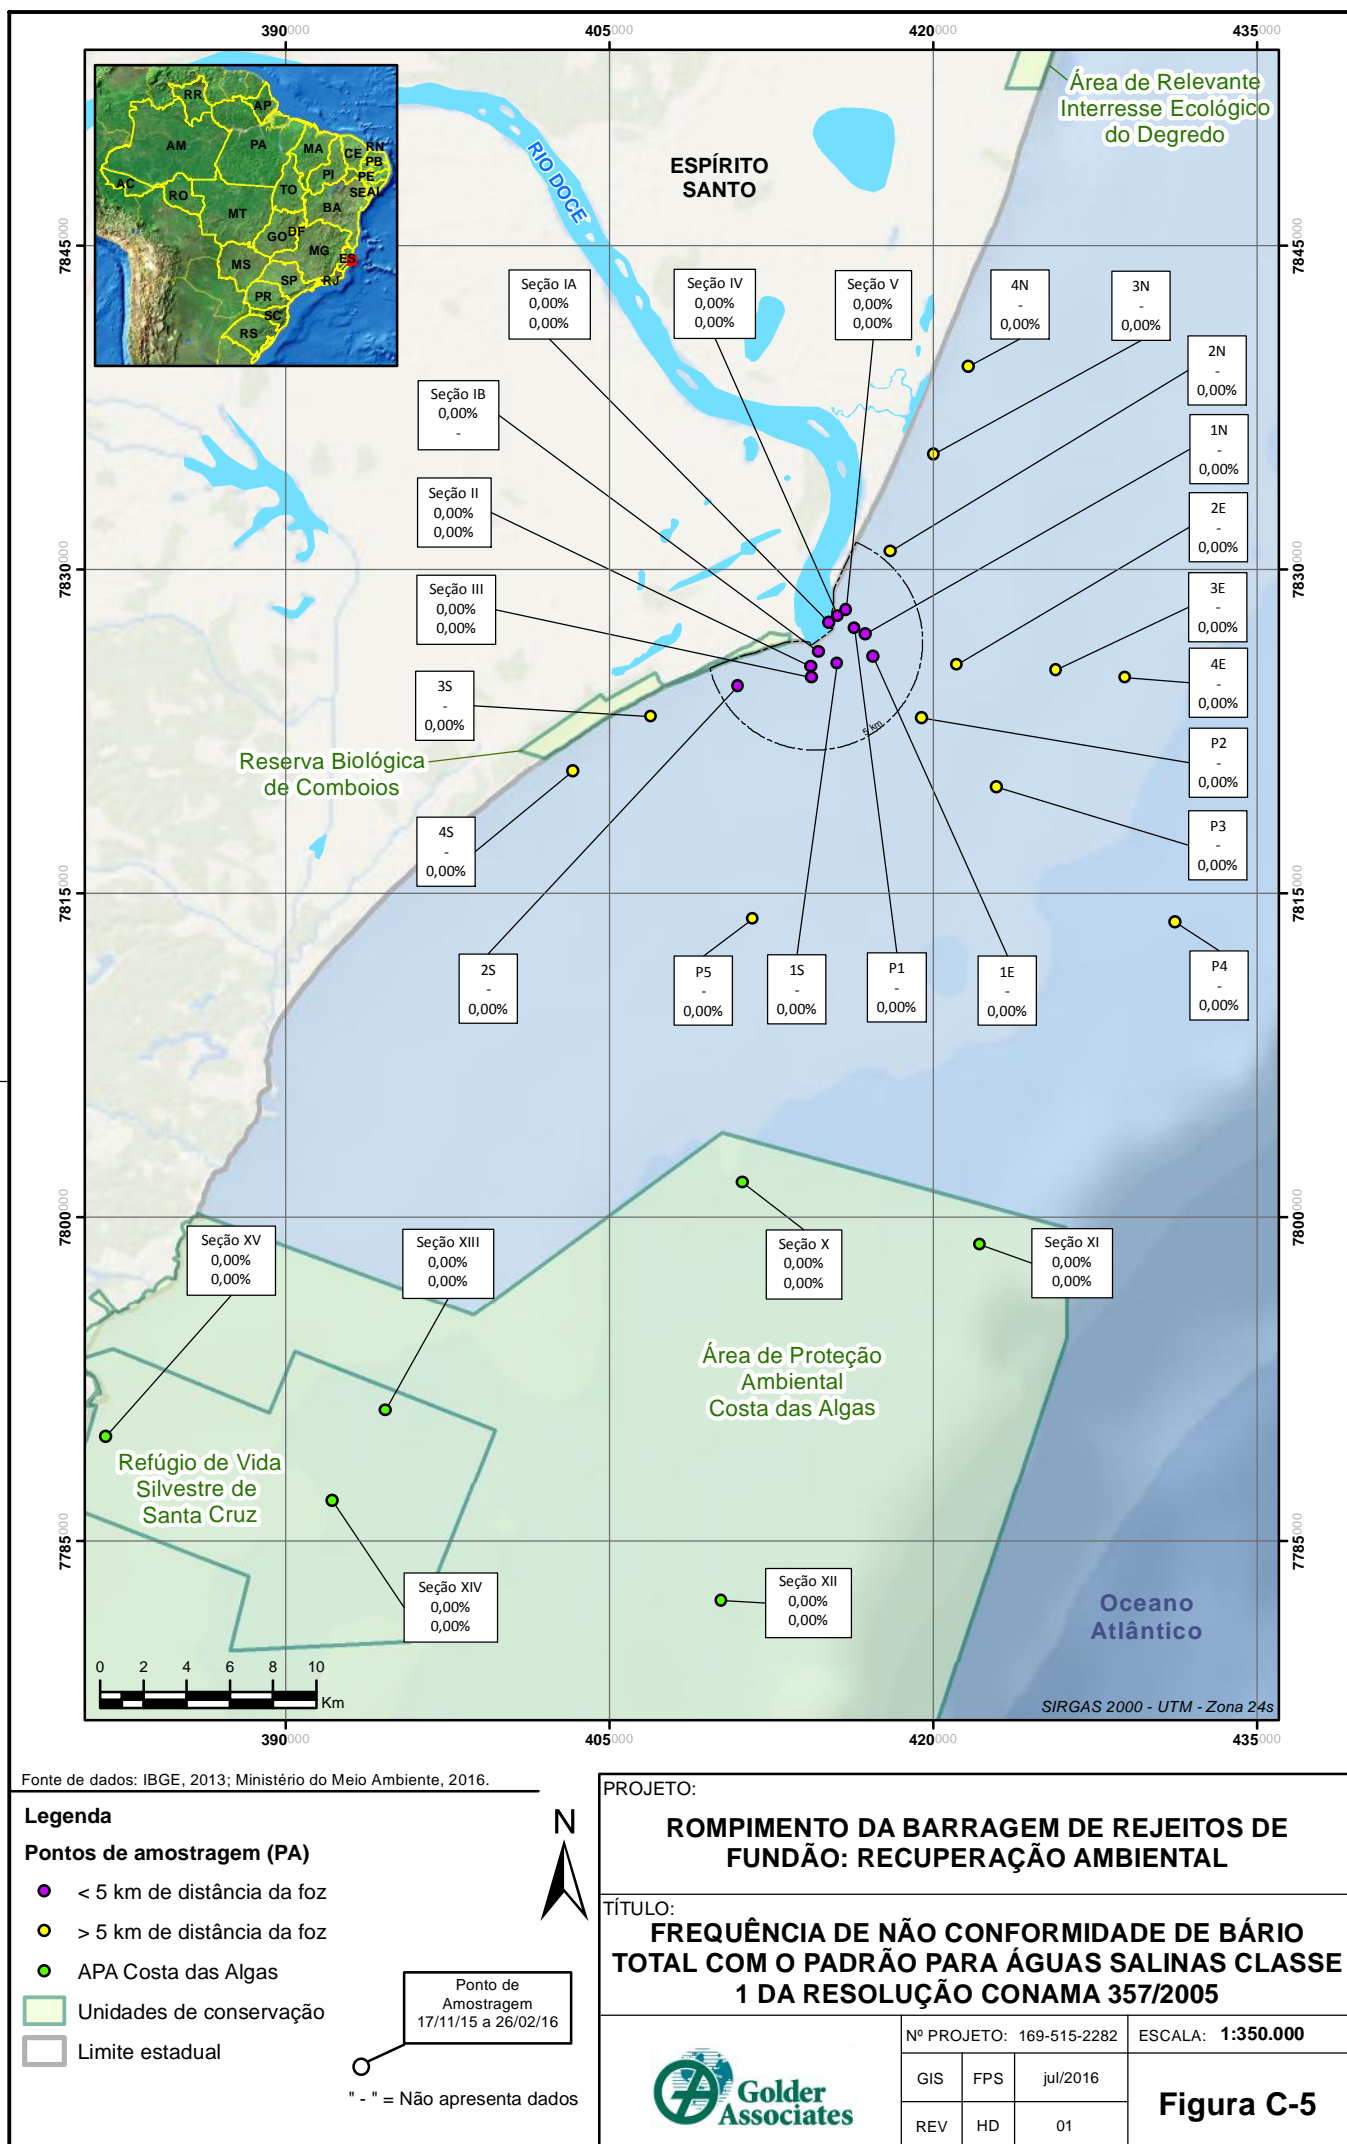 390000 405000 420000 435000
Área de Relevante
Interresse Ecológico
do Degredo
RR
AP
AM
PA
MA
CE
RN
PB
PE
PI
AC
RO
TO
SE
AL
MT
BA
DF
GO
MG
MS
ES
SP
RJ
PR
SC
RS
RIO DOCE
ESPÍRITO
SANTO
7845000
7845000
Seção IA
0,00%
0,00%
Seção IV
0,00%
0,00%
Seção V
0,00%
0,00%
4N
-
0,00%
3N
-
0,00%
2N
-
0,00%
Seção IB
0,00%
-
1N
-
0,00%
Seção II
0,00%
0,00%
2E
-
0,00%
7830000
7830000
Seção III
0,00%
0,00%
3E
-
0,00%
4E
-
0,00%
3S
-
0,00%
5 km
P2
-
0,00%
Reserva Biológica
de Comboios
4S
-
0,00%
P3
-
0,00%
7815000
7815000
2S
-
0,00%
P5
-
0,00%
1S
-
0,00%
P1
-
0,00%
1E
-
0,00%
P4
-
0,00%
7800000
7800000
Seção XV
0,00%
0,00%
Seção XIII
0,00%
0,00%
Seção X
0,00%
0,00%
Seção XI
0,00%
0,00%
Área de Proteção
Ambiental
Costa das Algas
Refúgio de Vida
Silvestre de
Santa Cruz
7785000
7785000
Seção XIV
0,00%
0,00%
Seção XII
0,00%
0,00%
Oceano
Atlântico
0 2 4 6 8 10
Km
SIRGAS 2000 - UTM - Zona 24s
390000 405000 420000 435000
Fonte de dados: IBGE, 2013; Ministério do Meio Ambiente, 2016.
Legenda
Pontos de amostragem (PA)
< 5 km de distância da foz
> 5 km de distância da foz
APA Costa das Algas
Unidades de conservação
Limite estadual
N
Ponto de
Amostragem
17/11/15 a 26/02/16
" - " = Não apresenta dados
PROJETO:
ROMPIMENTO DA BARRAGEM DE REJEITOS DE
FUNDÃO: RECUPERAÇÃO AMBIENTAL
TÍTULO:
FREQUÊNCIA DE NÃO CONFORMIDADE DE BÁRIO
TOTAL COM O PADRÃO PARA ÁGUAS SALINAS CLASSE
1 DA RESOLUÇÃO CONAMA 357/2005
Golder
Associates
Nº PROJETO: 169-515-2282
ESCALA: 1:350.000
GIS FPS jul/2016
REV HD 01
Figura C-5